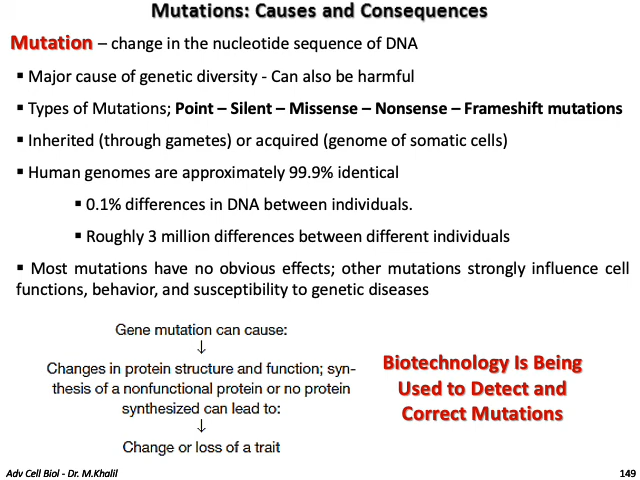 Mutations: Causes and Consequences
Mutation – change in the nucleotide sequence of DNA
▪ Major cause of genetic diversity - Can also be harmful
▪ Types of Mutations; Point – Silent – Missense – Nonsense – Frameshift mutations
▪ Inherited (through gametes) or acquired (genome of somatic cells)
▪ Human genomes are approximately 99.9% identical
▪ 0.1% differences in DNA between individuals.
▪ Roughly 3 million differences between different individuals
▪ Most mutations have no obvious effects; other mutations strongly influence cell
functions, behavior, and susceptibility to genetic diseases
Gene mutation can cause:
↓
Changes in protein structure and function; syn-
thesis of a nonfunctional protein or no protein
synthesized can lead to:
↓
Change or loss of a trait
Biotechnology Is Being
Used to Detect and
Correct Mutations
Adv Cell Biol - Dr. M.Khalil
149